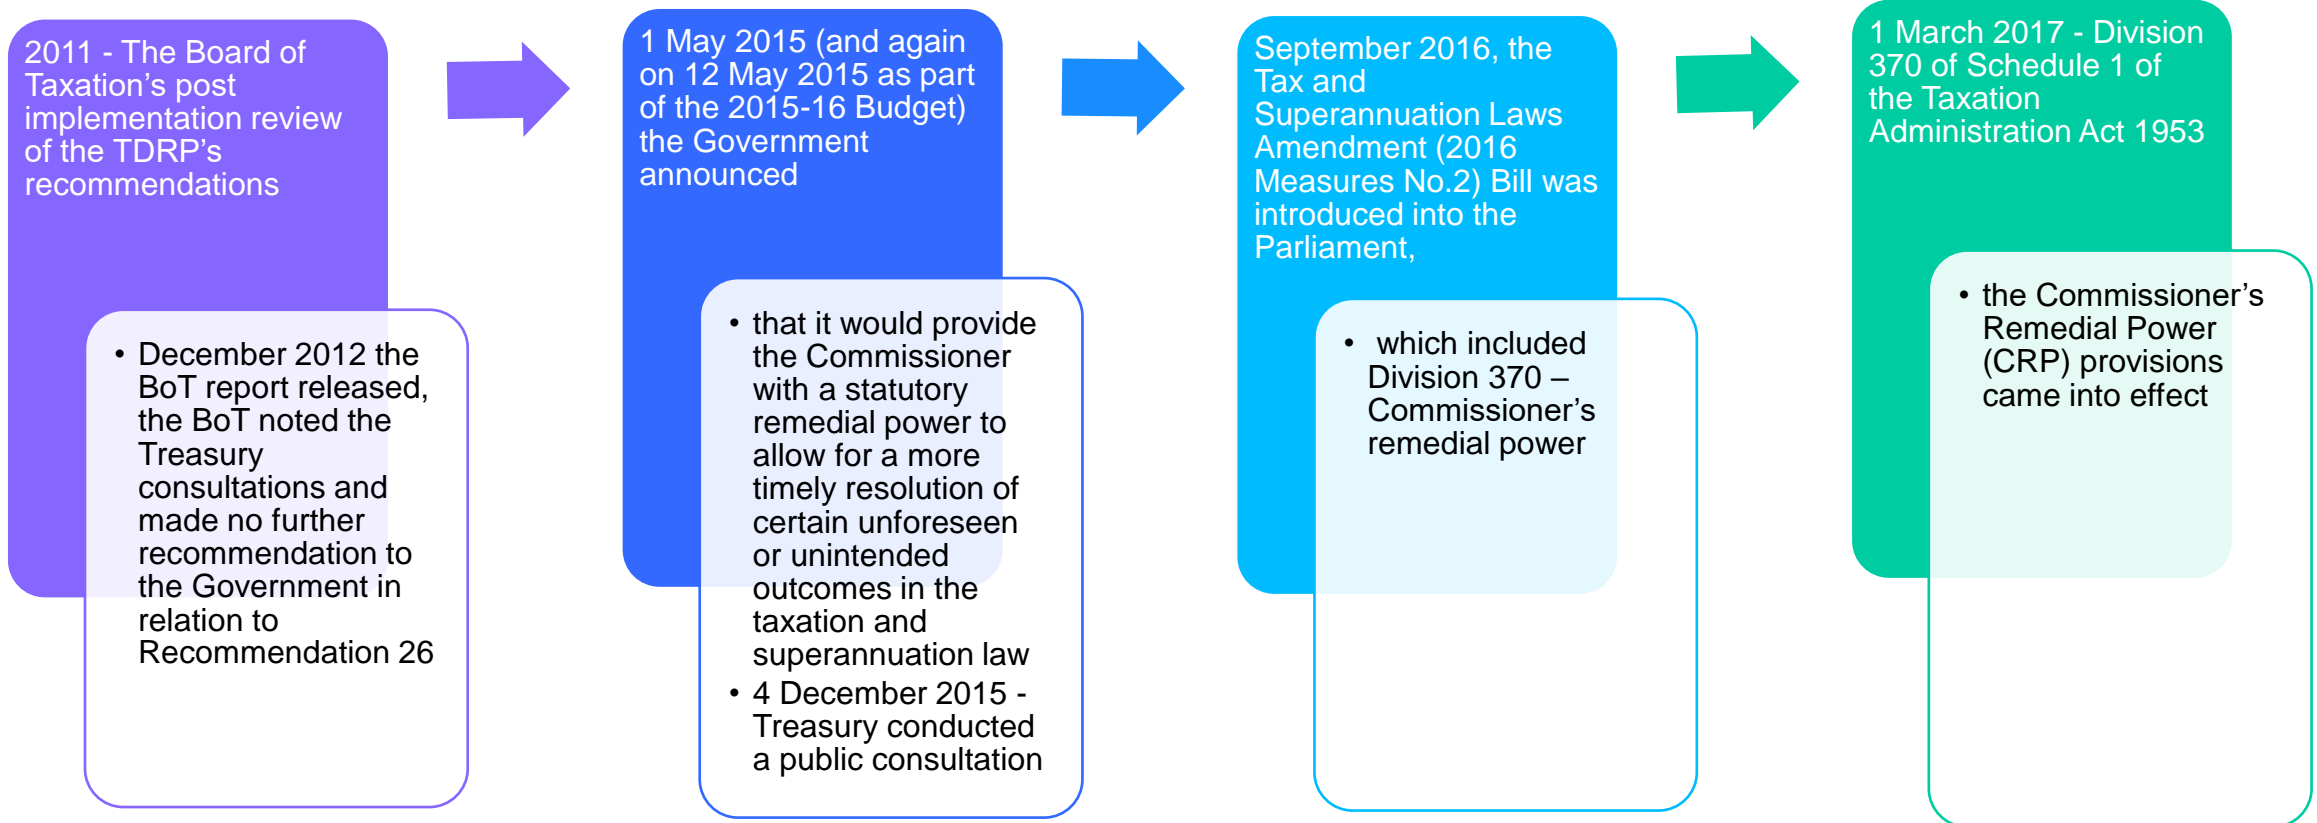 2011 - The Board of
Taxation’s post
implementation review
of the TDRP’s
recommendations
• December 2012 the
BoT report released,
the BoT noted the
Treasury
consultations and
made no further
recommendation to
the Government in
relation to
Recommendation 26
1 May 2015 (and again
on 12 May 2015 as part
of the 2015-16 Budget)
the Government
announced
• that it would provide
the Commissioner
with a statutory
remedial power to
allow for a more
timely resolution of
certain unforeseen
or unintended
outcomes in the
taxation and
superannuation law
• 4 December 2015 -
Treasury conducted
a public consultation
September 2016, the
Tax and
Superannuation Laws
Amendment (2016
Measures No.2) Bill was
introduced into the
Parliament,
• which included
Division 370 –
Commissioner’s
remedial power
1 March 2017 - Division
370 of Schedule 1 of
the Taxation
Administration Act 1953
• the Commissioner’s
Remedial Power
(CRP) provisions
came into effect